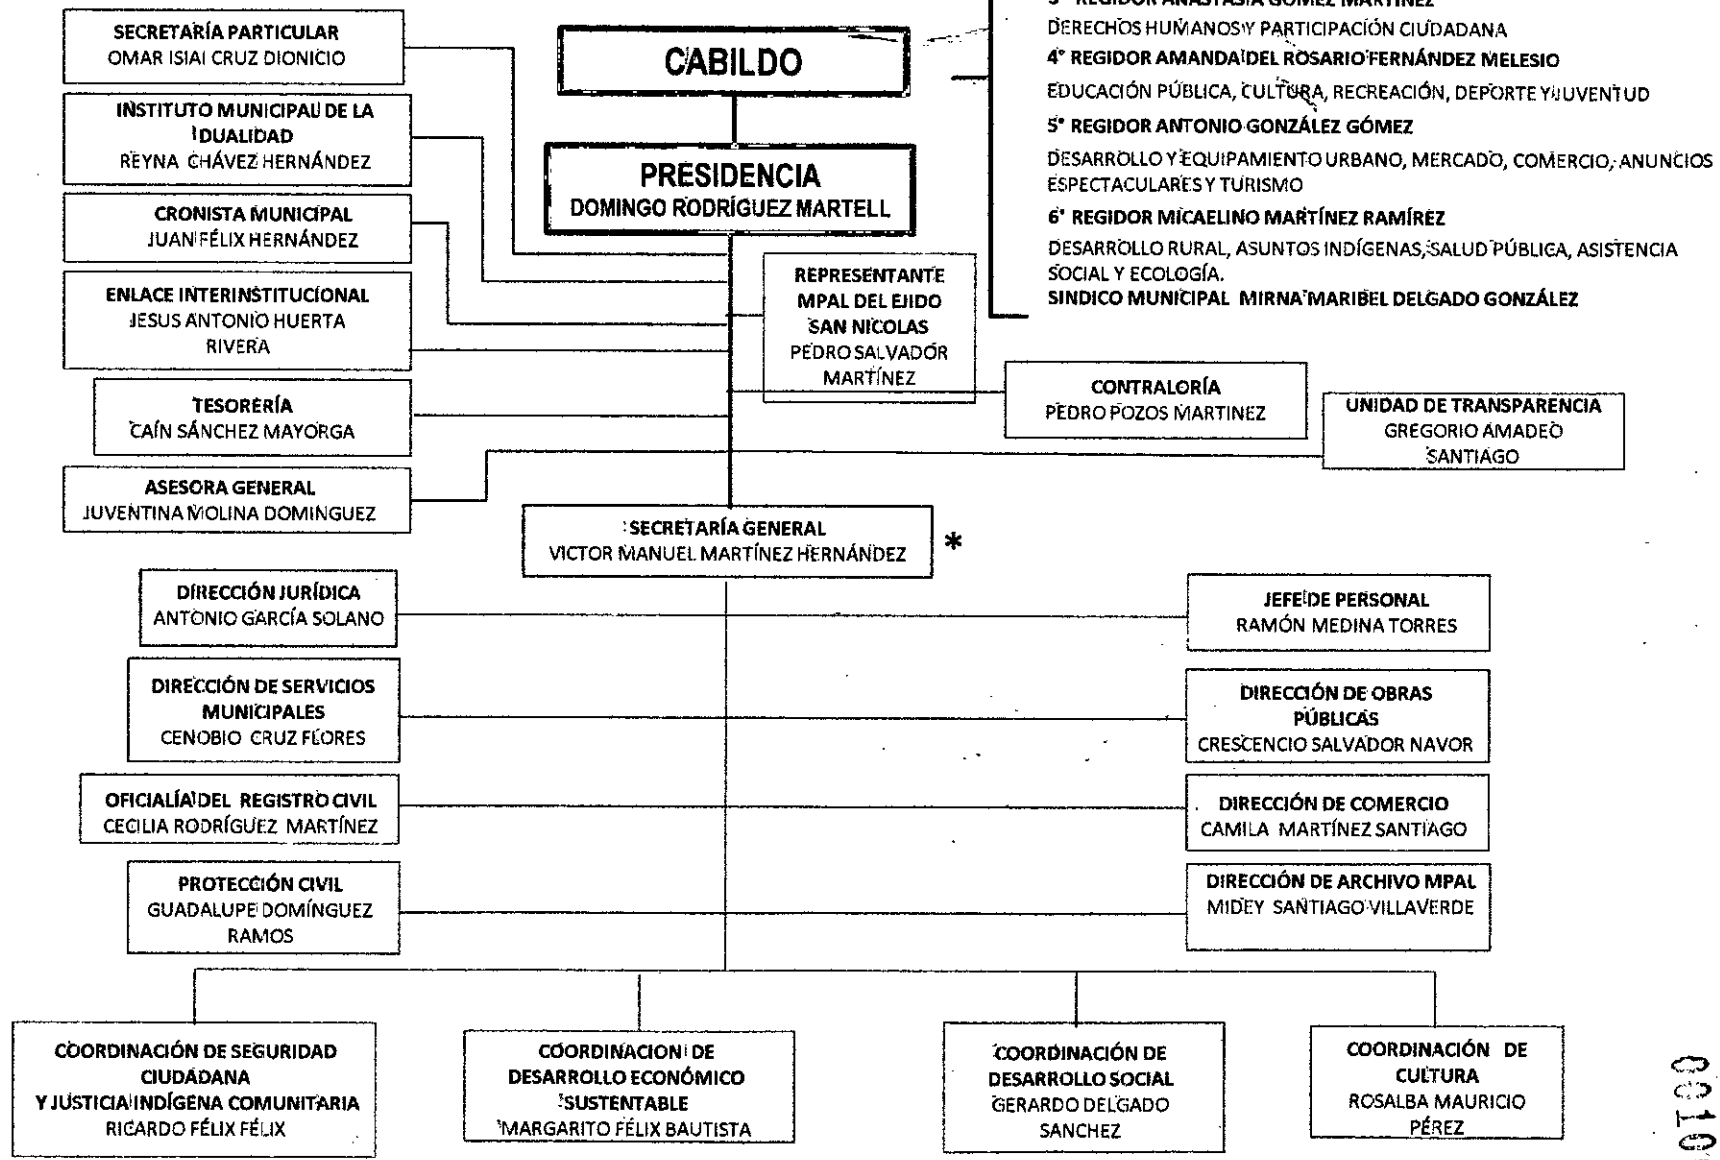 SECRETARÍA PARTICULAR
OMAR ISIAI CRUZ DIONICIO
INSTITUTO MUNICIPAL DE LA
DUALIDAD
REYNA CHÁVEZ HERNÁNDEZ
CRONISTA MUNICIPAL
JUAN FÉLIX HERNÁNDEZ
ENLACE INTERINSTITUCIONAL
JESUS ANTONIO HUERTA
RIVERA
TESORERÍA
CAÍN SÁNCHEZ MAYORGA
ASESORA GENERAL
JUVENTINA MOLINA DOMINGUEZ
CABILDO
PRESIDENCIA
DOMINGO RODRÍGUEZ MARTELL
3° REGIDOR ANASTASIA GÓMEZ MARTÍNEZ
DERECHOS HUMANOS Y PARTICIPACIÓN CIUDADANA
4° REGIDOR AMANDA DEL ROSARIO FERNÁNDEZ MELESIO
EDUCACIÓN PÚBLICA, CULTURA, RECREACIÓN, DEPORTE Y JUVENTUD
5° REGIDOR ANTONIO GONZÁLEZ GÓMEZ
DESARROLLO Y EQUIPAMIENTO URBANO, MERCADO, COMERCIO, ANUNCIOS
ESPECTACULARES Y TURISMO
6° REGIDOR MICAELINO MARTÍNEZ RAMÍREZ
DESARROLLO RURAL, ASUNTOS INDÍGENAS, SALUD PÚBLICA, ASISTENCIA
SOCIAL Y ECOLOGÍA.
SINDICO MUNICIPAL MIRNA MARIBEL DELGADO GONZÁLEZ
REPRESENTANTE
MPAL DEL EJIDO
SAN NICOLAS
PEDRO SALVADOR
MARTÍNEZ
CONTRALORÍA
PEDRO POZOS MARTINEZ
UNIDAD DE TRANSPARENCIA
GREGORIO AMADEO
SANTIAGO
SECRETARÍA GENERAL
VICTOR MANUEL MARTÍNEZ HERNÁNDEZ *
DIRECCIÓN JURÍDICA
ANTONIO GARCÍA SOLANO
JEFE DE PERSONAL
RAMÓN MEDINA TORRES
DIRECCIÓN DE SERVICIOS
MUNICIPALES
CENOBIO CRUZ FLORES
DIRECCIÓN DE OBRAS
PÚBLICAS
CRESCENCIO SALVADOR NAVOR
OFICIALÍA DEL REGISTRO CIVIL
CECILIA RODRÍGUEZ MARTÍNEZ
DIRECCIÓN DE COMERCIO
CAMILA MARTÍNEZ SANTIAGO
PROTECCIÓN CIVIL
GUADALUPE DOMÍNGUEZ
RAMOS
DIRECCIÓN DE ARCHIVO MPAL
MIDEY SANTIAGO VILLAVERDE
COORDINACIÓN DE SEGURIDAD
CIUDADANA
Y JUSTICIA INDÍGENA COMUNITARIA
RICARDO FÉLIX FÉLIX
COORDINACION DE
DESARROLLO ECONÓMICO
SUSTENTABLE
MARGARITO FÉLIX BAUTISTA
COORDINACIÓN DE
DESARROLLO SOCIAL
GERARDO DELGADO
SANCHEZ
COORDINACIÓN DE
CULTURA
ROSALBA MAURICIO
PÉREZ